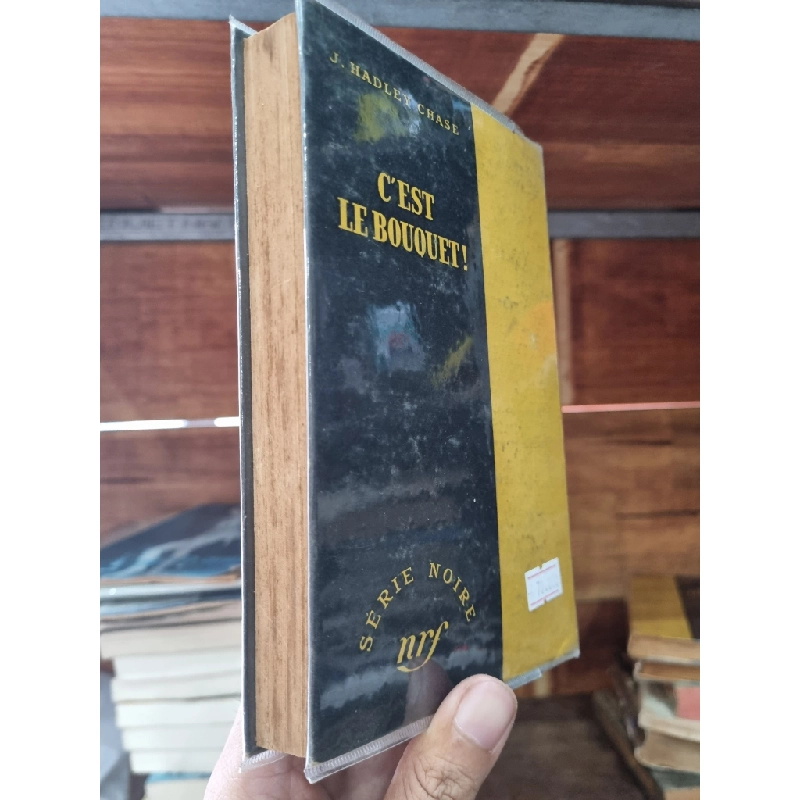 J. HADLEY CHASE
C'EST
LE BOUQUET!
SÉRIE NOIRE
nrf